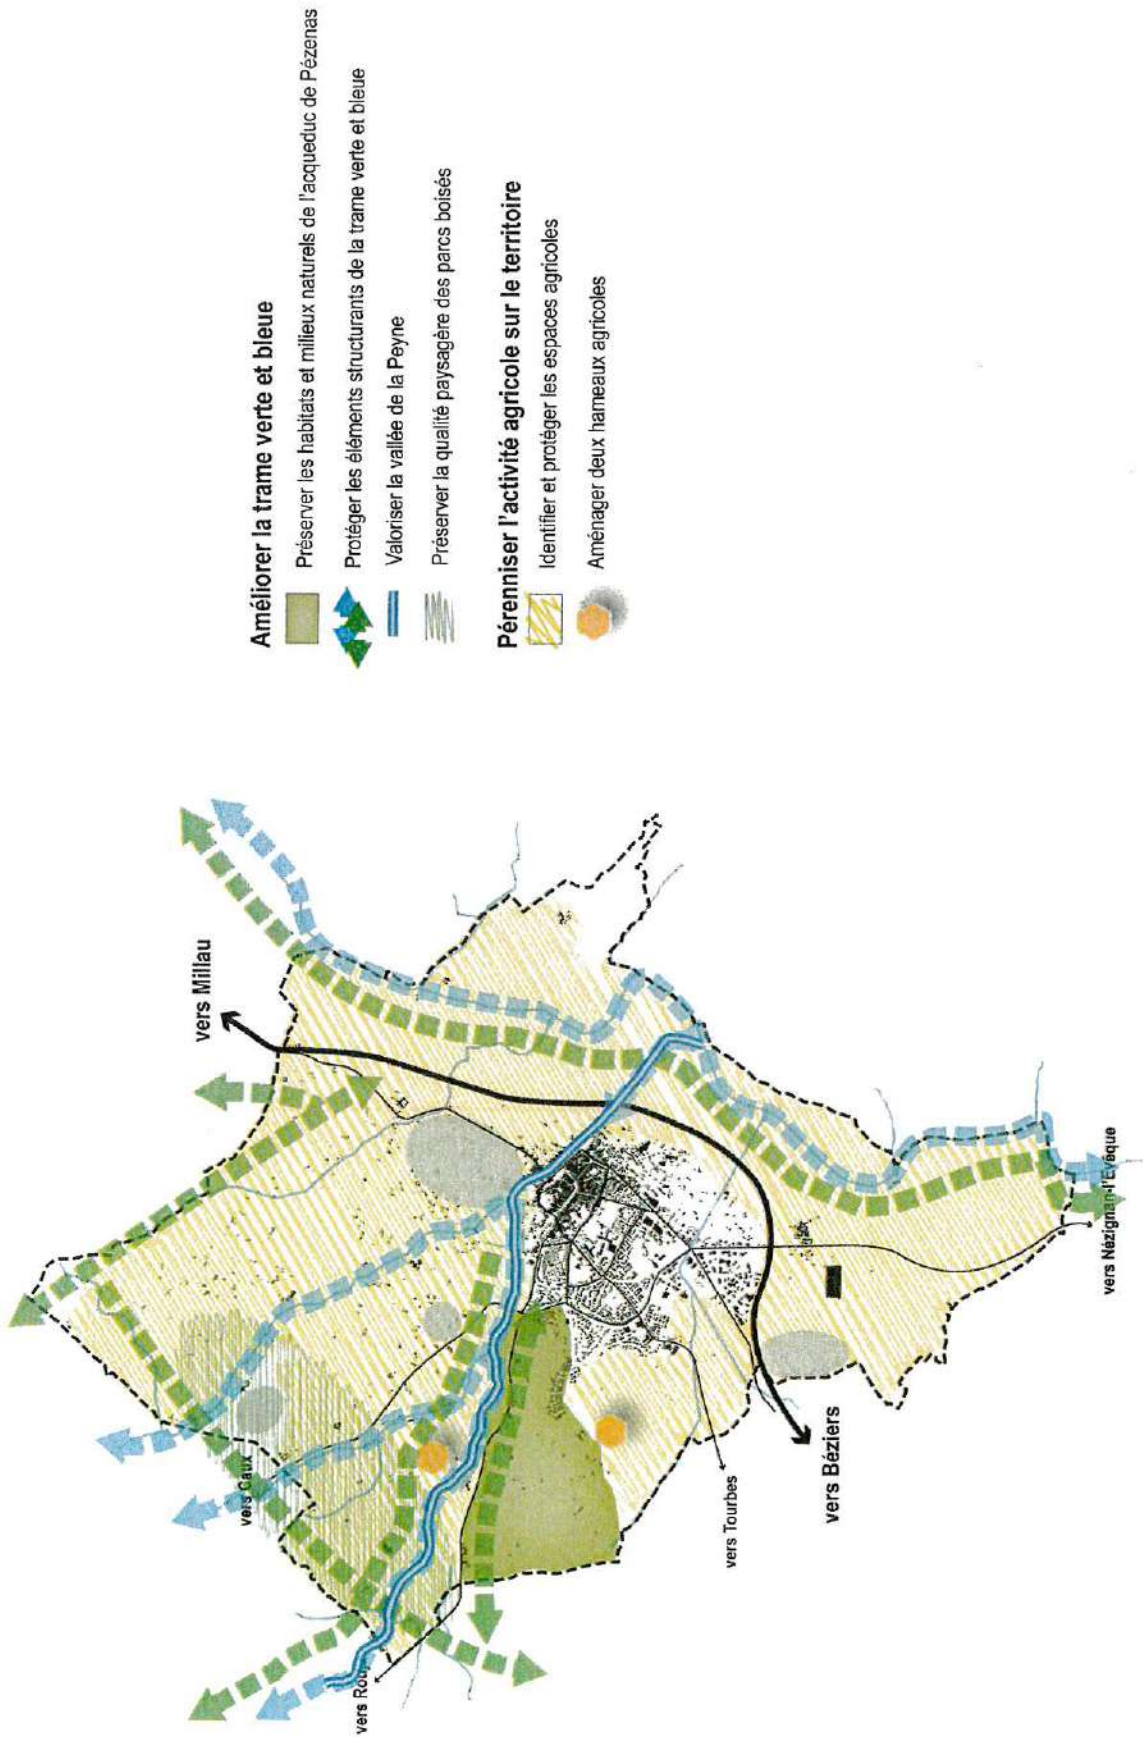 Améliorer la trame verte et bleue
Préserver les habitats et milieux naturels de l'acqueduc de Pézenas
Protéger les éléments structurants de la trame verte et bleue
Valoriser la vallée de la Peyne
Préserver la qualité paysagère des parcs boisés
Pérenniser l'activité agricole sur le territoire
Identifier et protéger les espaces agricoles
Aménager deux hameaux agricoles
vers Millau
vers Caux
vers
vers Tourbes
vers Béziers
vers Nézignan-l'Evêque